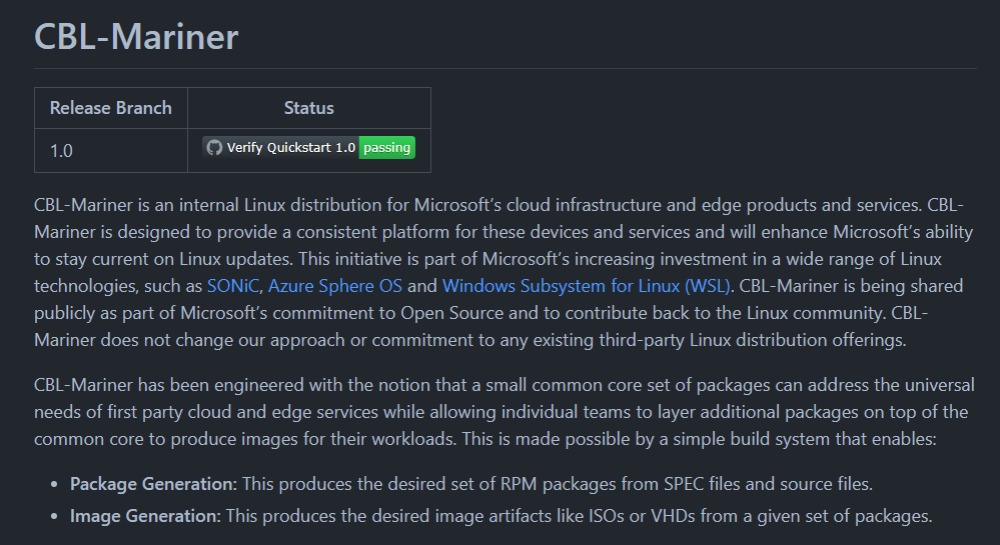 CBL-Mariner
Release Branch Status
1.0 Verify Quickstart 1.0 passing
CBL-Mariner is an internal Linux distribution for Microsoft’s cloud infrastructure and edge products and services. CBL-
Mariner is designed to provide a consistent platform for these devices and services and will enhance Microsoft’s ability
to stay current on Linux updates. This initiative is part of Microsoft’s increasing investment in a wide range of Linux
technologies, such as SONiC, Azure Sphere OS and Windows Subsystem for Linux (WSL). CBL-Mariner is being shared
publicly as part of Microsoft’s commitment to Open Source and to contribute back to the Linux community. CBL-
Mariner does not change our approach or commitment to any existing third-party Linux distribution offerings.
CBL-Mariner has been engineered with the notion that a small common core set of packages can address the universal
needs of first party cloud and edge services while allowing individual teams to layer additional packages on top of the
common core to produce images for their workloads. This is made possible by a simple build system that enables:
• Package Generation: This produces the desired set of RPM packages from SPEC files and source files.
• Image Generation: This produces the desired image artifacts like ISOs or VHDs from a given set of packages.